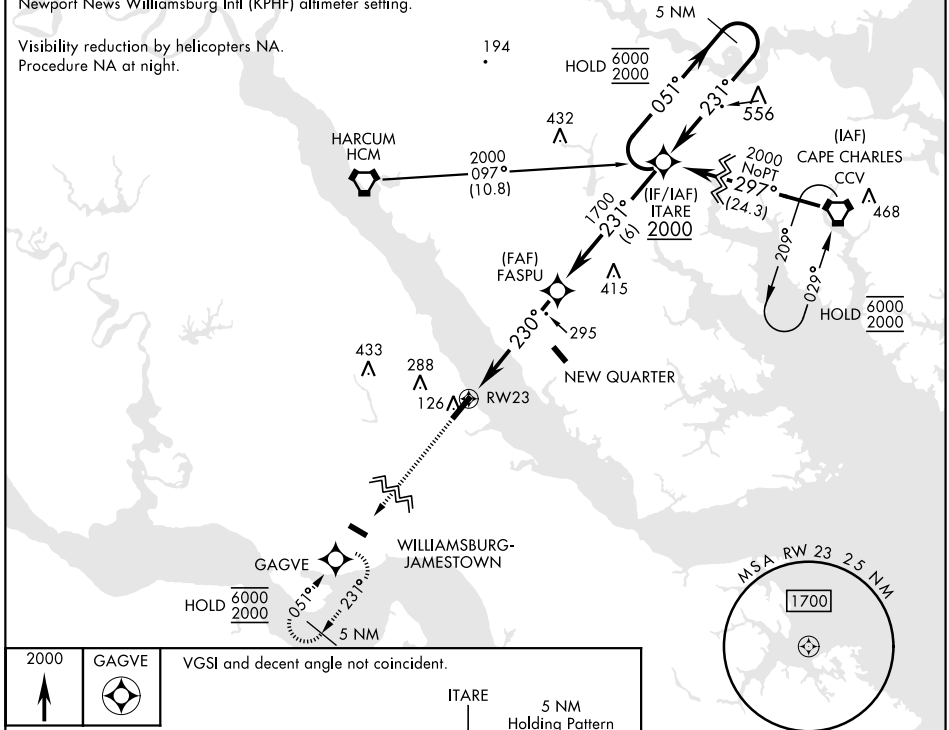 Newport News Williamsburg Intl (KPHF) altimeter setting.
Visibility reduction by helicopters NA.
Procedure NA at night.
194
5 NM
HOLD 6000
2000
051°
231°
556
432
HARCUM
HCM
2000
097°
(10.8)
2000
NoPT
297°
(24.3)
(IAF)
CAPE CHARLES
CCV
468
(IF/IAF)
ITARE
2000
1700
231°
(6)
209°
029°
HOLD 6000
2000
(FAF)
FASPU
415
230°
295
NEW QUARTER
433
288
126
RW23
WILLIAMSBURG-
JAMESTOWN
GAGVE
HOLD 6000
2000
051°
231°
5 NM
MSA RW 23 25 NM
1700
2000
GAGVE
VGSI and decent angle not coincident.
ITARE
5 NM
Holding Pattern